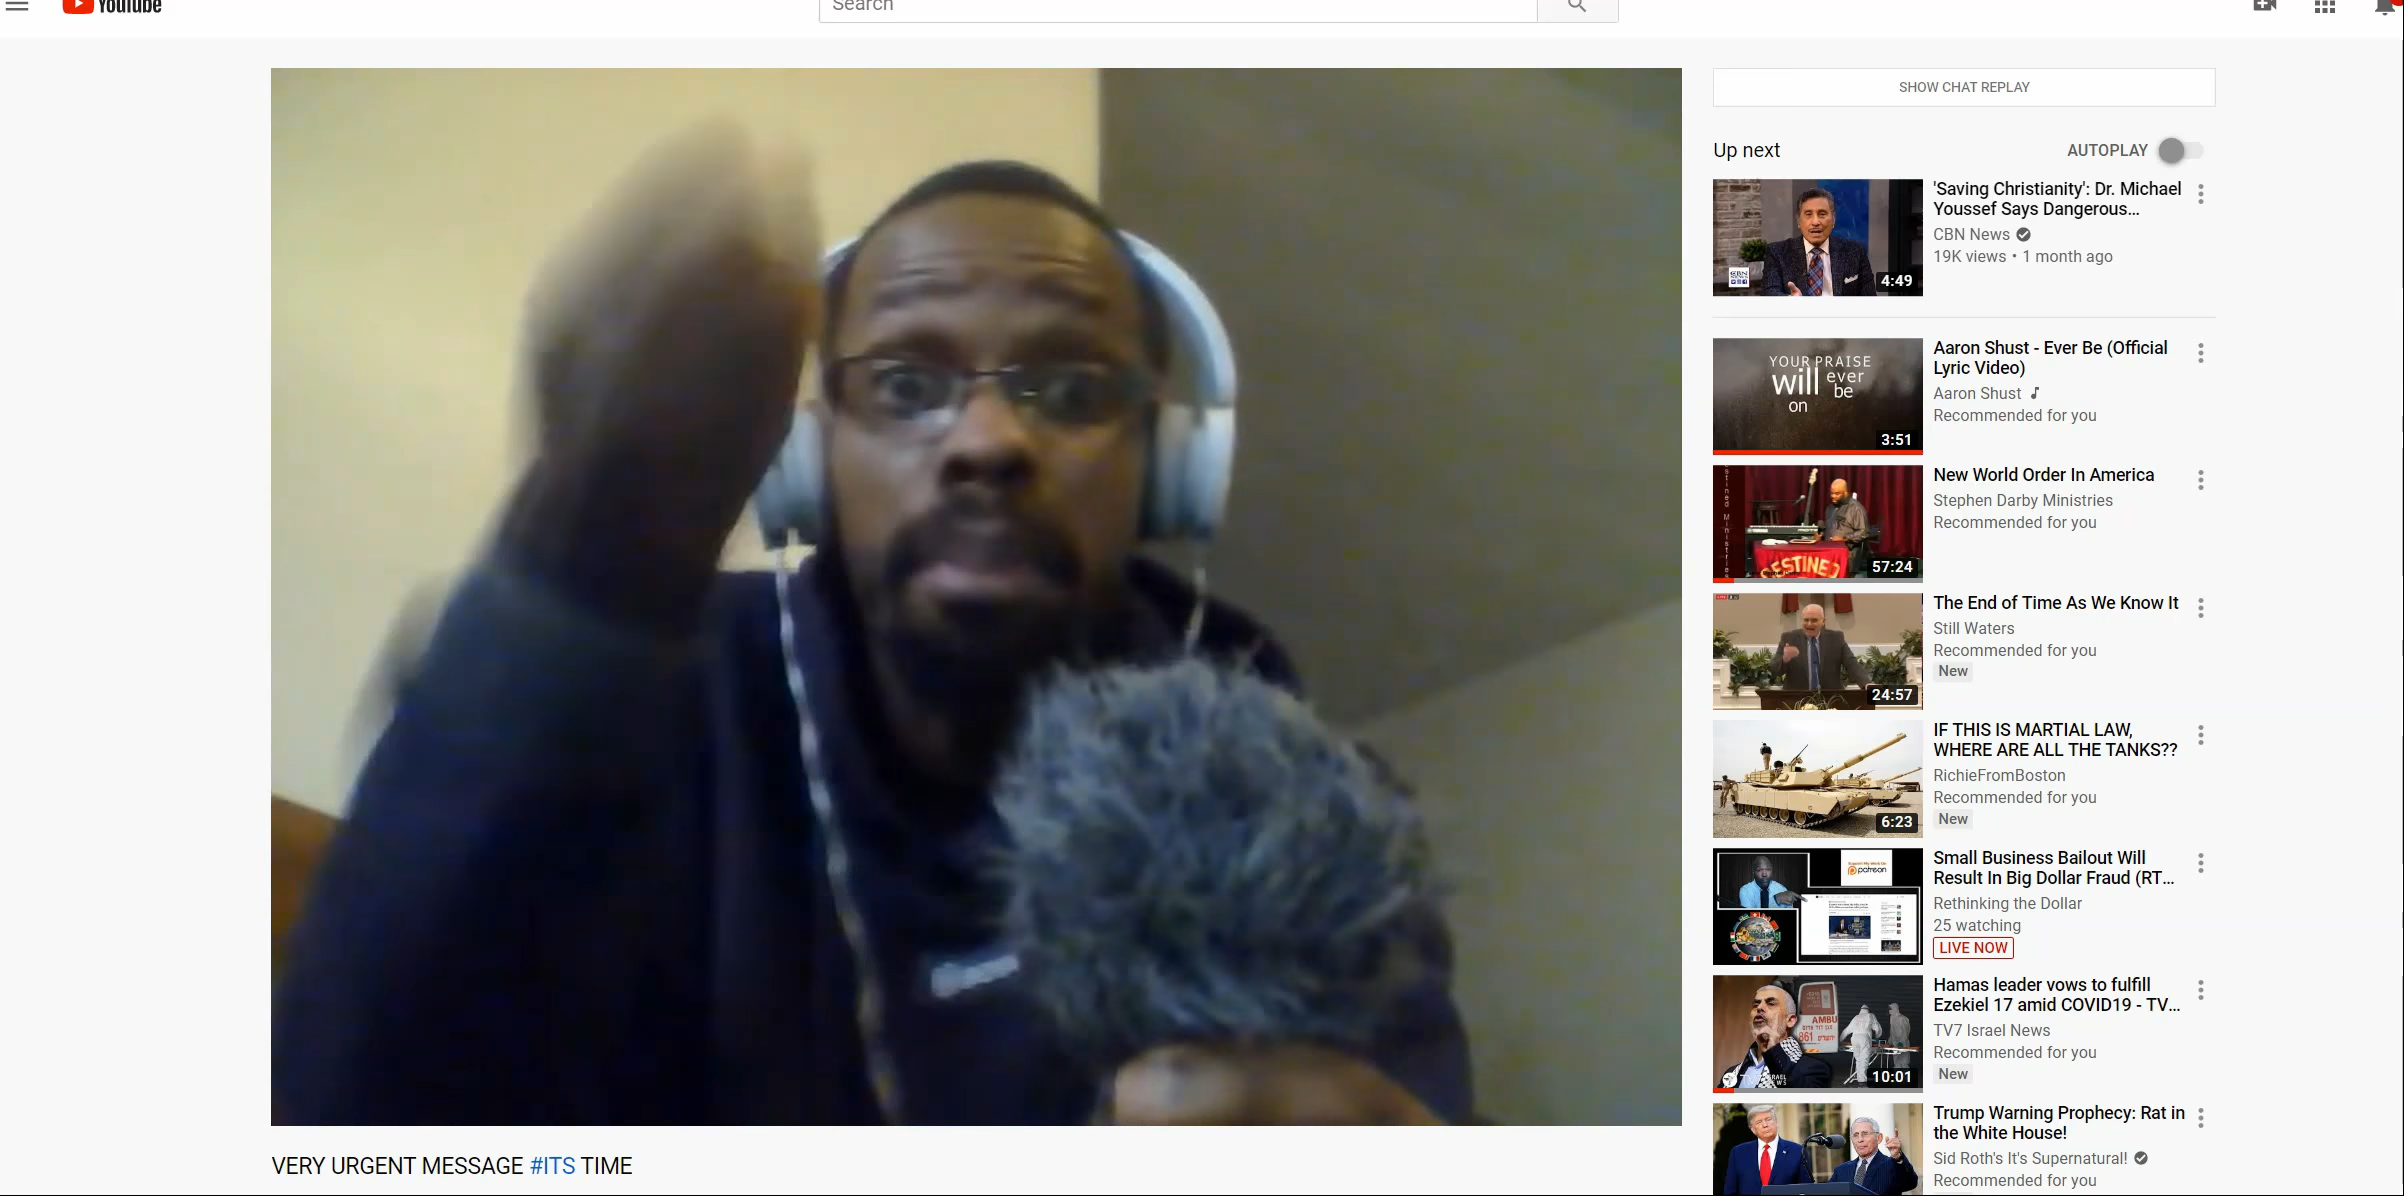 YouTube
Search
SHOW CHAT REPLAY
Up next
AUTOPLAY
4:49
'Saving Christianity': Dr. Michael
Youssef Says Dangerous...
CBN News
19K views • 1 month ago
YOUR PRAISE
will ever
be
on
3:51
Aaron Shust - Ever Be (Official
Lyric Video)
Aaron Shust
Recommended for you
57:24
New World Order In America
Stephen Darby Ministries
Recommended for you
24:57
The End of Time As We Know It
Still Waters
Recommended for you
New
6:23
IF THIS IS MARTIAL LAW,
WHERE ARE ALL THE TANKS??
RichieFromBoston
Recommended for you
New
patreon
Small Business Bailout Will
Result In Big Dollar Fraud (RT...
Rethinking the Dollar
25 watching
LIVE NOW
AMBU
10:01
Hamas leader vows to fulfill
Ezekiel 17 amid COVID19 - TV...
TV7 Israel News
Recommended for you
New
Trump Warning Prophecy: Rat in
the White House!
Sid Roth's It's Supernatural!
Recommended for you
VERY URGENT MESSAGE #ITS TIME